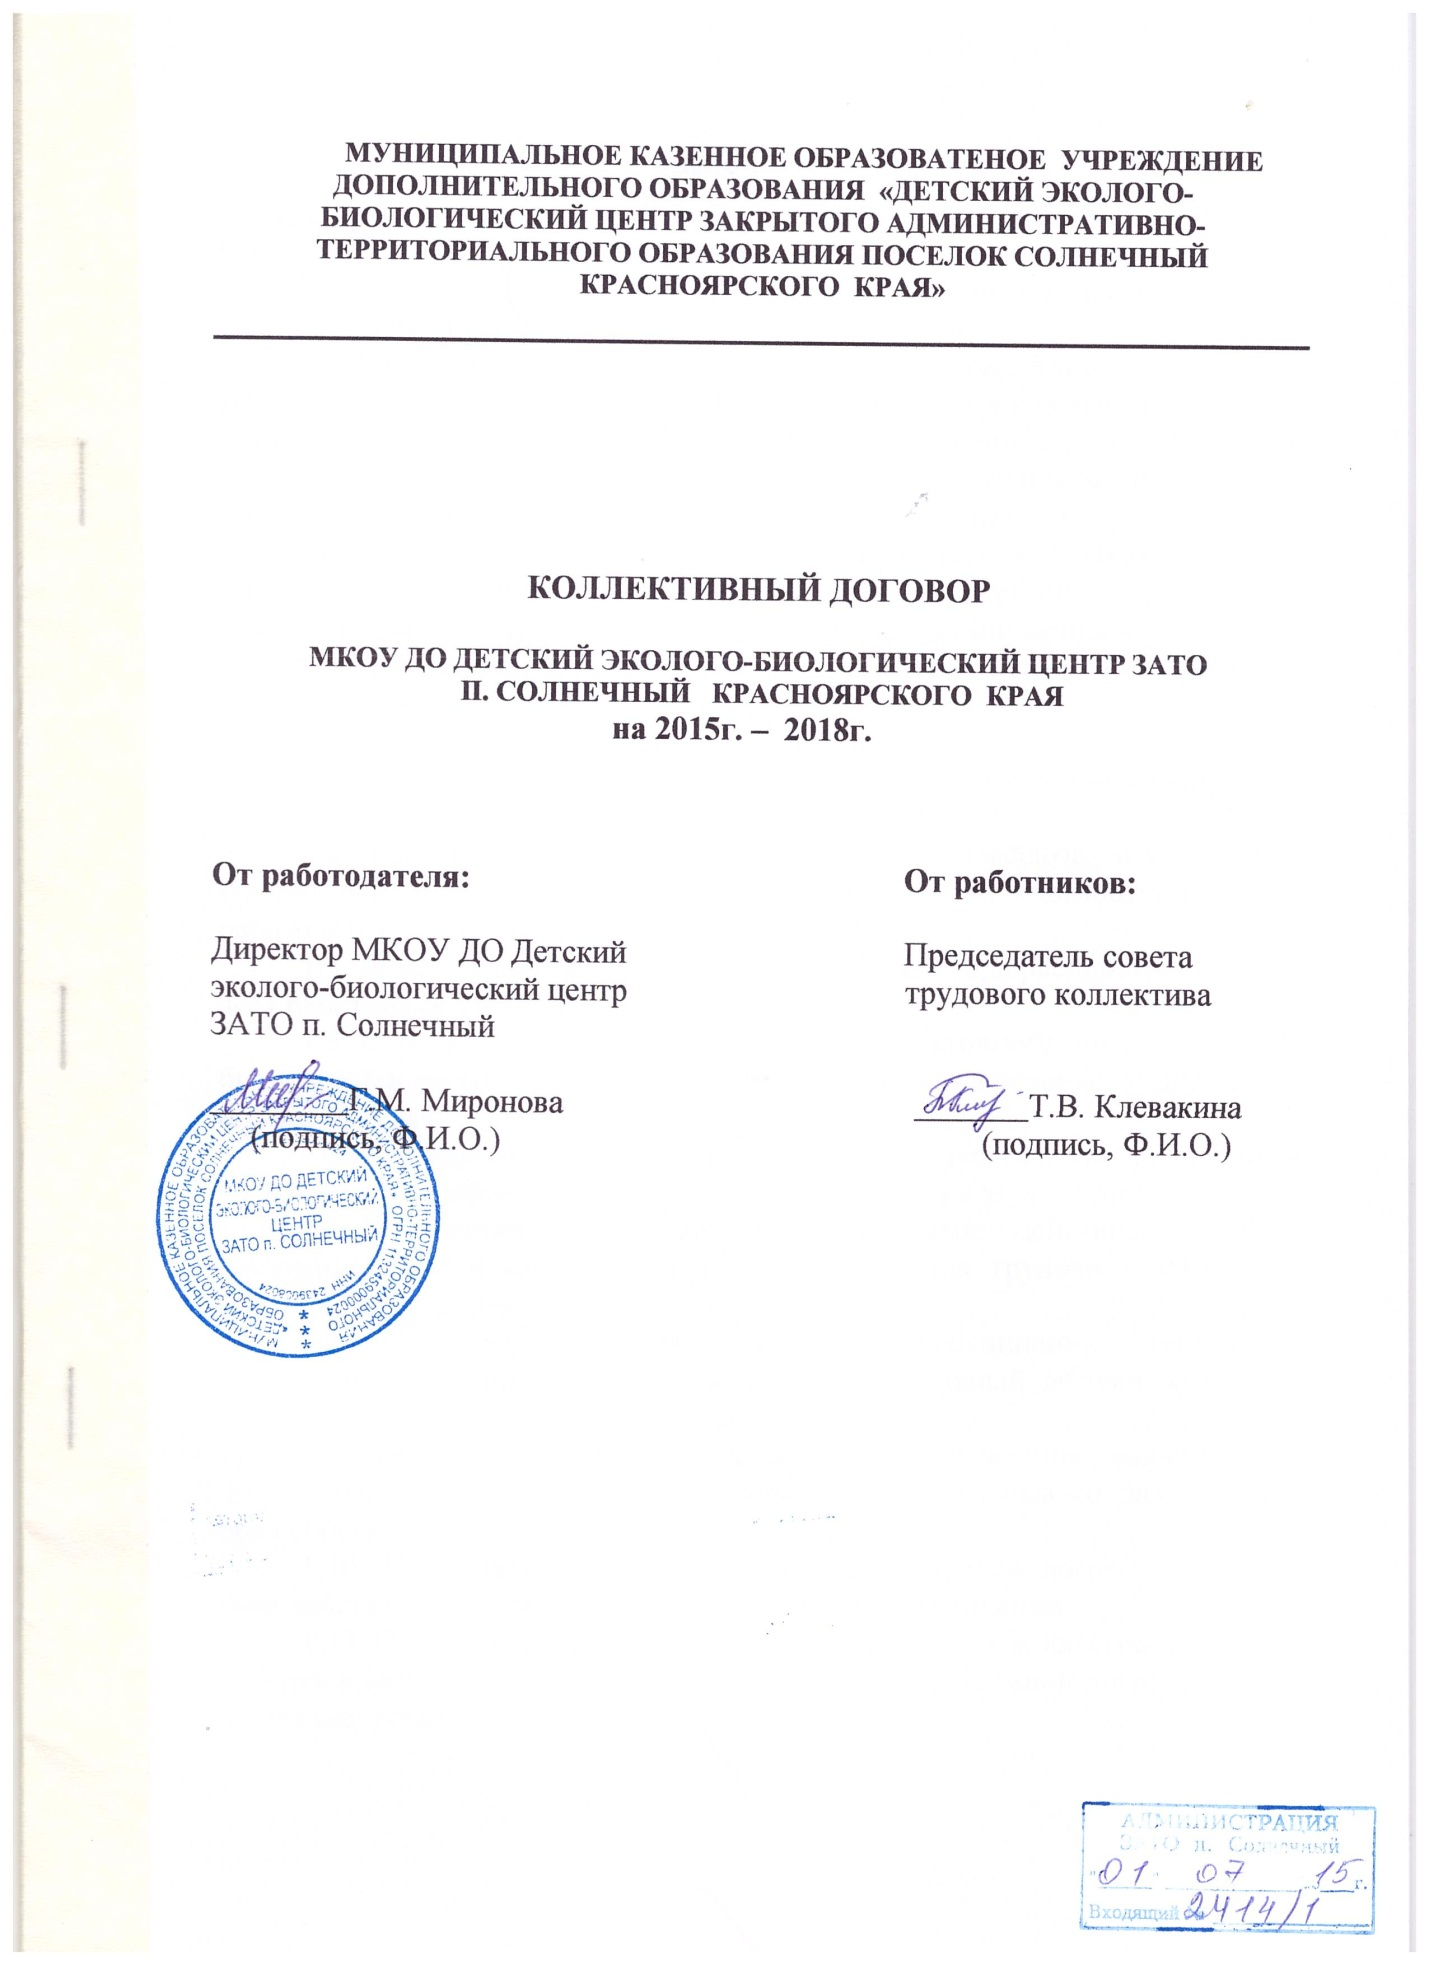 МУНИЦИПАЛЬНОЕ КАЗЕННОЕ ОБРАЗОВАТЕНОЕ УЧРЕЖДЕНИЕ
ДОПОЛНИТЕЛЬНОГО ОБРАЗОВАНИЯ «ДЕТСКИЙ ЭКОЛОГО-
БИОЛОГИЧЕСКИЙ ЦЕНТР ЗАКРЫТОГО АДМИНИСТРАТИВНО-
ТЕРРИТОРИАЛЬНОГО ОБРАЗОВАНИЯ ПОСЕЛОК СОЛНЕЧНЫЙ
КРАСНОЯРСКОГО КРАЯ»
КОЛЛЕКТИВНЫЙ ДОГОВОР
МКОУ ДО ДЕТСКИЙ ЭКОЛОГО-БИОЛОГИЧЕСКИЙ ЦЕНТР ЗАТО
П. СОЛНЕЧНЫЙ КРАСНОЯРСКОГО КРАЯ
на 2015г. – 2018г.
От работодателя:
Директор МКОУ ДО Детский
эколого-биологический центр
ЗАТО п. Солнечный
Г.М. Миронова
(подпись, Ф.И.О.)
От работников:
Председатель совета
трудового коллектива
Т.В. Клевакина
(подпись, Ф.И.О.)
МКОУ ДО ДЕТСКИЙ
ЭКОЛОГО-БИОЛОГИЧЕСКИЙ
ЦЕНТР
ЗАТО п. СОЛНЕЧНЫЙ
АДМИНИСТРАЦИЯ
ЗАТО п. Солнечный
"01" 07 15 г.
Входящий 2414/1